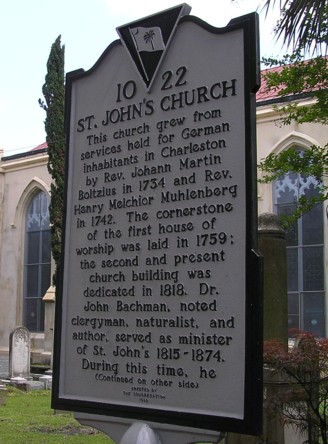 10 22
ST. JOHN'S CHURCH
This church grew from
services held for German
inhabitants in Charleston
by Rev. Johann Martin
Boltzius in 1734 and Rev.
Henry Melchior Muhlenberg
in 1742. The cornerstone
of the first house of
worship was laid in 1759;
the second and present
church building was
dedicated in 1818. Dr.
John Bachman, noted
clergyman, naturalist, and
author, served as minister
of St. John's 1815-1874.
During this time, he
(Continued on other side)
ERECTED BY
THE CONGREGATION